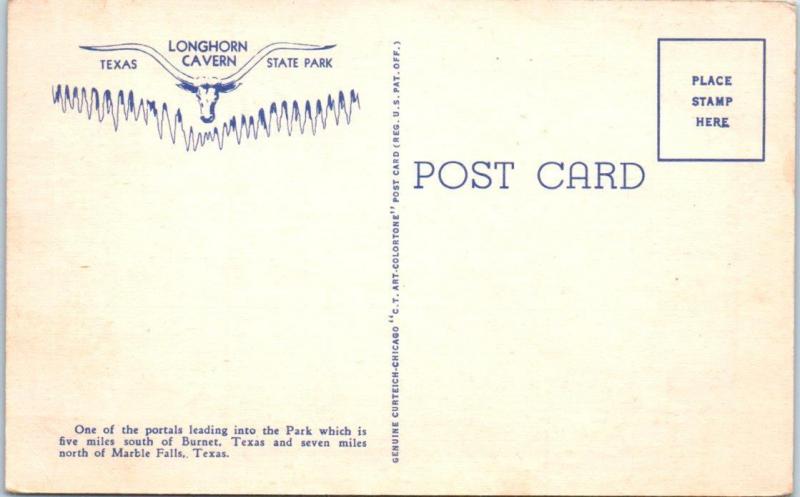 LONGHORN
CAVERN
TEXAS
STATE PARK
One of the portals leading into the Park which is
five miles south of Burnet, Texas and seven miles
north of Marble Falls,. Texas.
GENUINE CURTEICH-CHICAGO "C.T. ART-COLORTONE" POST CARD (REG. U.S. PAT. OFF.)
POST CARD
PLACE
STAMP
HERE